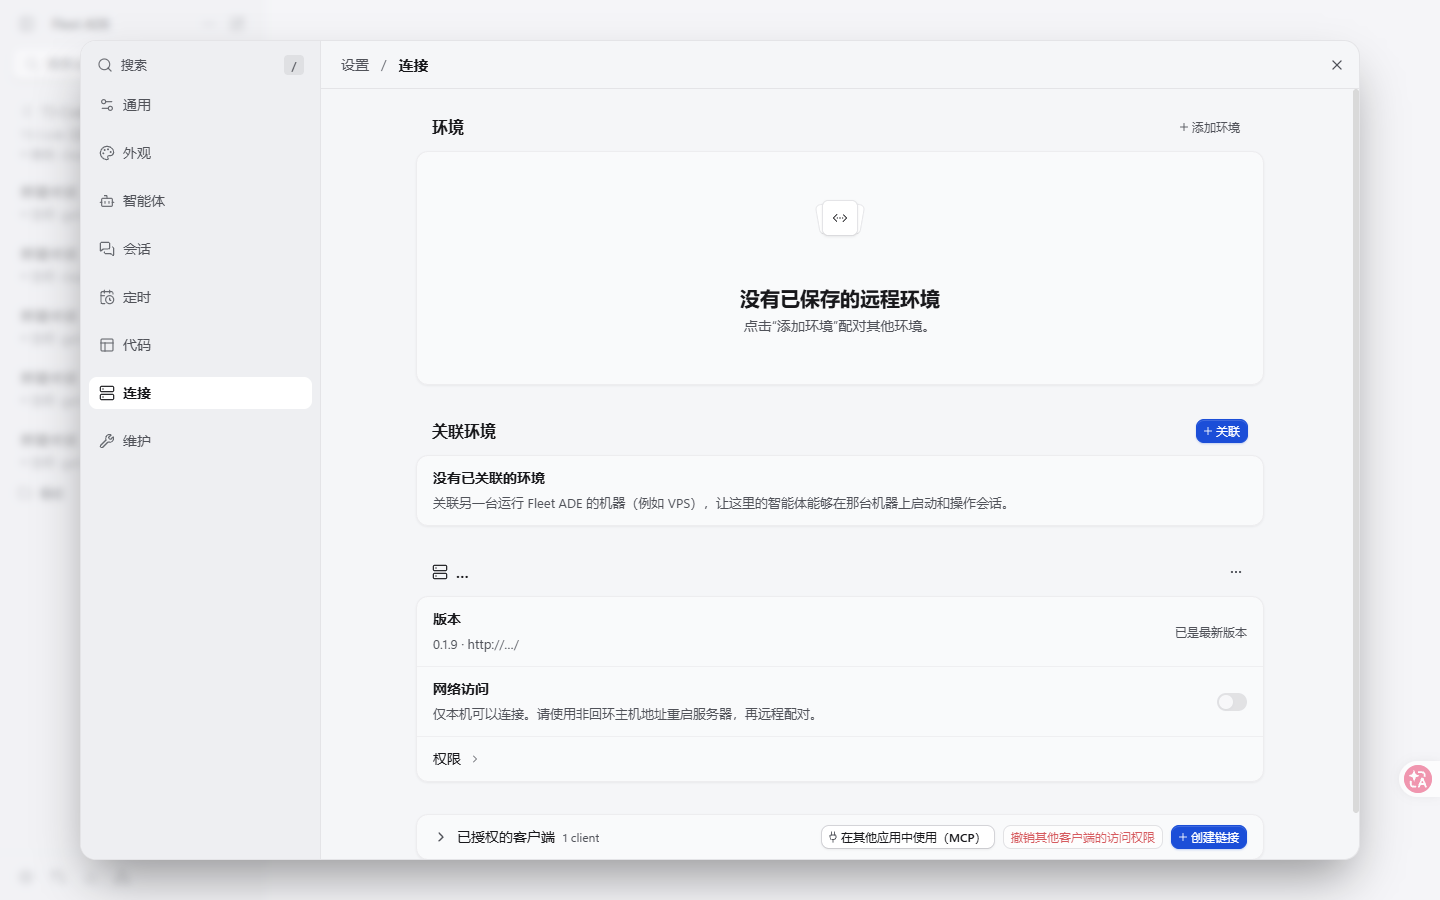 搜索 /
通用
外观
智能体
会话
定时
代码
连接
维护
设置 / 连接
环境
+ 添加环境
没有已保存的远程环境
点击“添加环境”配对其他环境。
关联环境
+ 关联
没有已关联的环境
关联另一台运行 Fleet ADE 的机器（例如 VPS），让这里的智能体能够在那台机器上启动和操作会话。
...
版本
0.1.9 · http://.../
已是最新版本
网络访问
仅本机可以连接。请使用非回环主机地址重启服务器，再远程配对。
权限
已授权的客户端 1 client
在其他应用中使用（MCP）
撤销其他客户端的访问权限
+ 创建链接